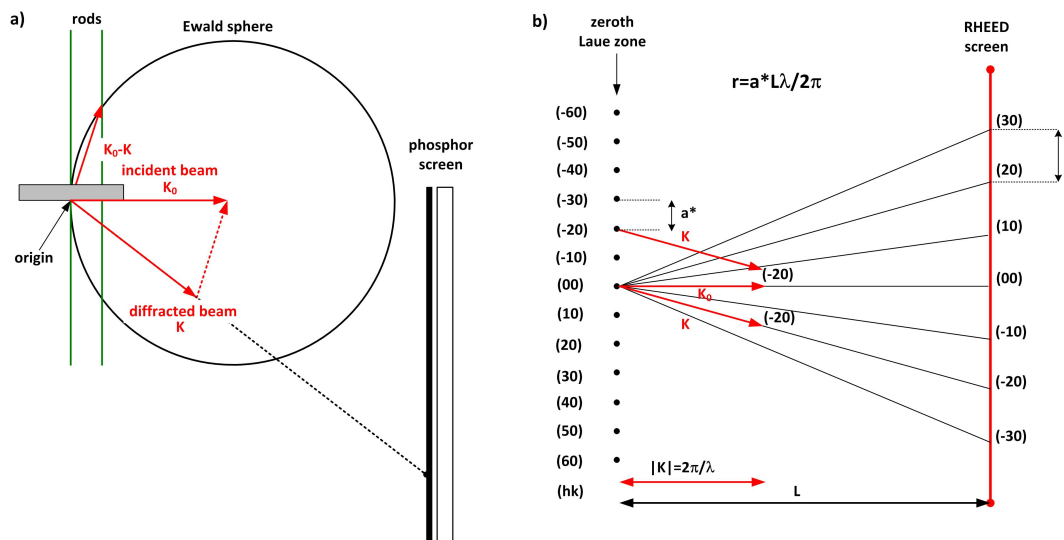 a)
rods
Ewald sphere
K₀-K
incident beam
K₀
origin
diffracted beam
K
phosphor
screen
b)
zeroth
Laue zone
RHEED
screen
r=a*Lλ/2π
(-60)
(-50)
(-40)
(-30)
(-20)
(-10)
(00)
(10)
(20)
(30)
(40)
(50)
(60)
(hk)
a*
K
(-20)
K₀
(-20)
K
(30)
(20)
(10)
(00)
(-10)
(-20)
(-30)
|K|=2π/λ
L